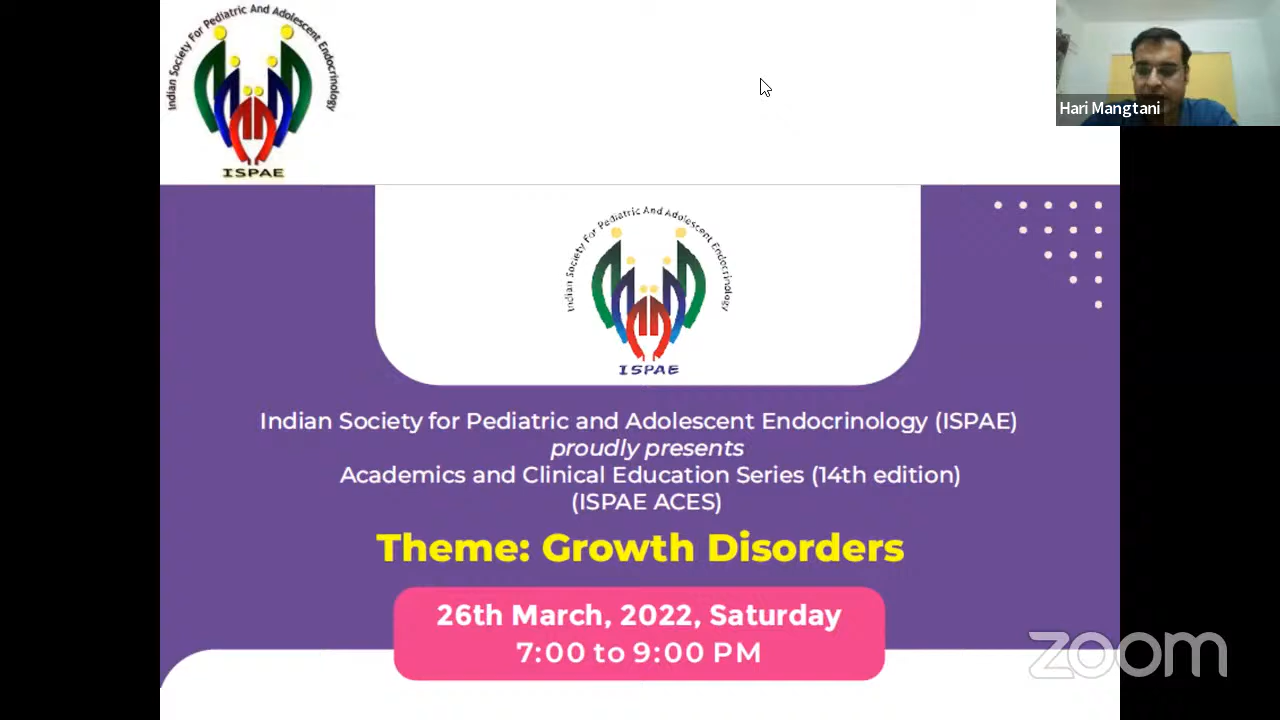 Indian Society For Pediatric And Adolescent Endocrinology
ISPAE
Hari Mangtani
Indian Society For Pediatric And Adolescent Endocrinology
ISPAE
Indian Society for Pediatric and Adolescent Endocrinology (ISPAE)
proudly presents
Academics and Clinical Education Series (14th edition)
(ISPAE ACES)
Theme: Growth Disorders
26th March, 2022, Saturday
7:00 to 9:00 PM
zoom